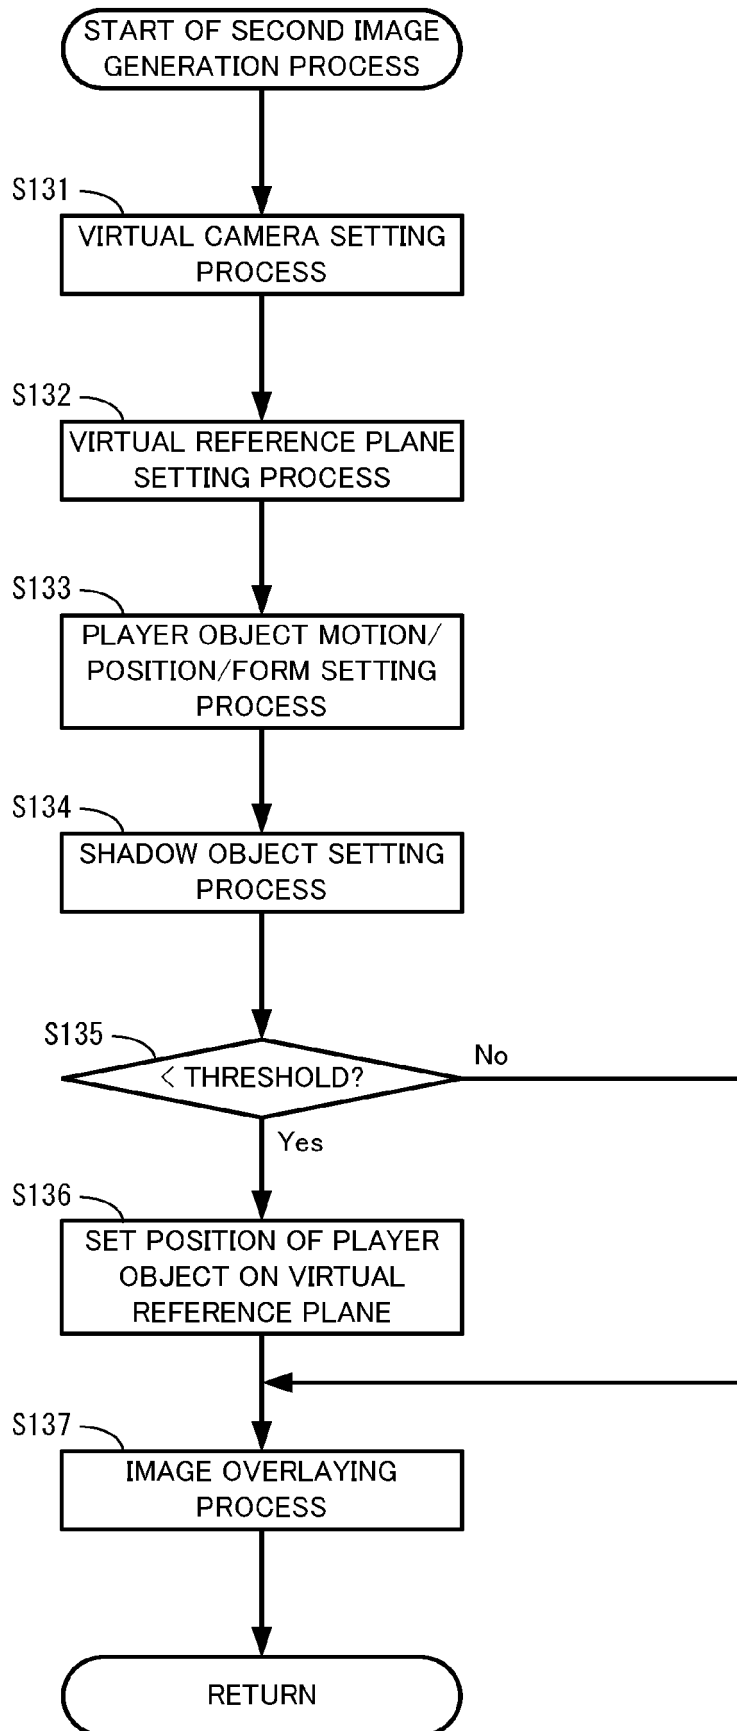 START OF SECOND IMAGE
GENERATION PROCESS
S131
VIRTUAL CAMERA SETTING
PROCESS
S132
VIRTUAL REFERENCE PLANE
SETTING PROCESS
S133
PLAYER OBJECT MOTION/
POSITION/FORM SETTING
PROCESS
S134
SHADOW OBJECT SETTING
PROCESS
S135
< THRESHOLD?
No
Yes
S136
SET POSITION OF PLAYER
OBJECT ON VIRTUAL
REFERENCE PLANE
S137
IMAGE OVERLAYING
PROCESS
RETURN